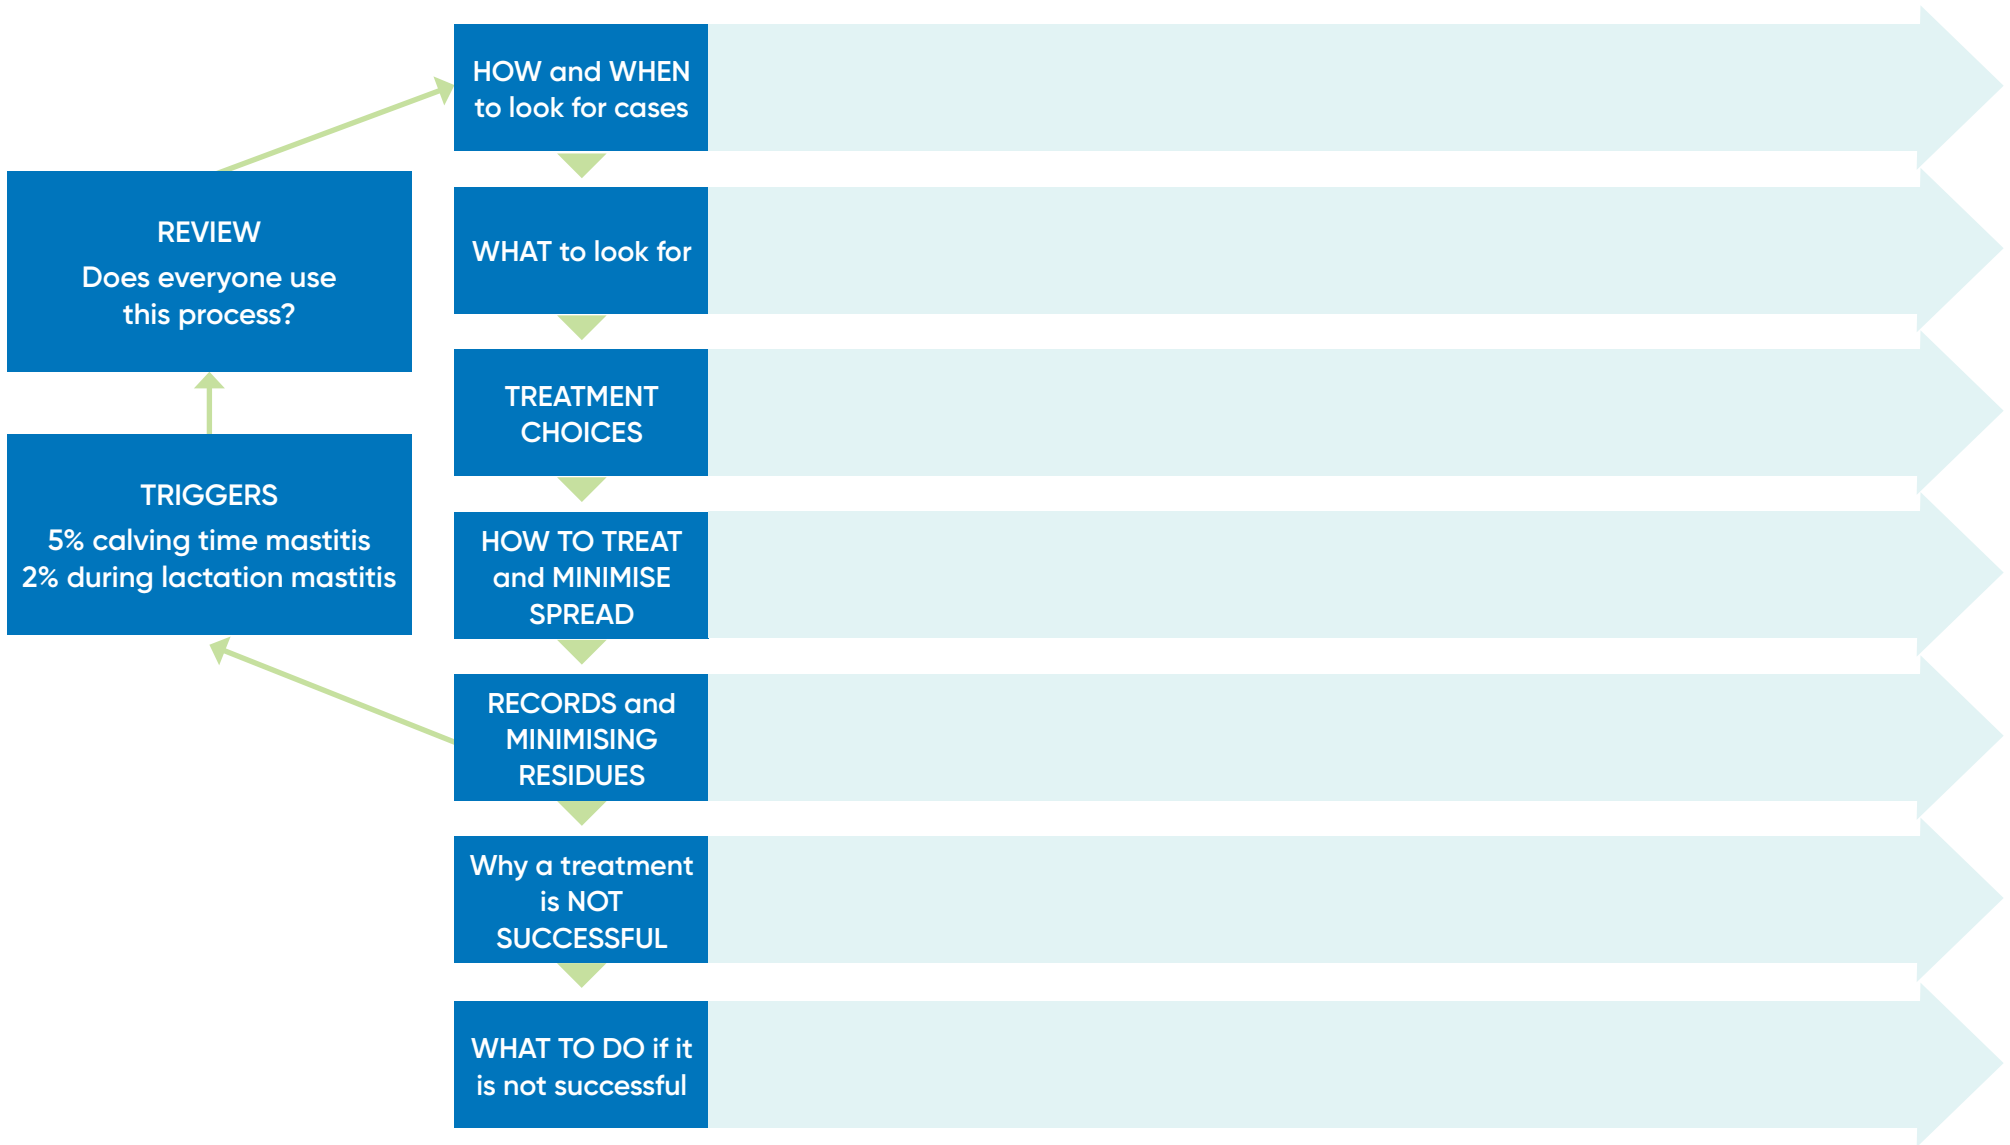 HOW and WHEN
to look for cases
REVIEW
Does everyone use
this process?
WHAT to look for
TREATMENT
CHOICES
TRIGGERS
5% calving time mastitis
2% during lactation mastitis
HOW TO TREAT
and MINIMISE
SPREAD
RECORDS and
MINIMISING
RESIDUES
Why a treatment
is NOT
SUCCESSFUL
WHAT TO DO if it
is not successful